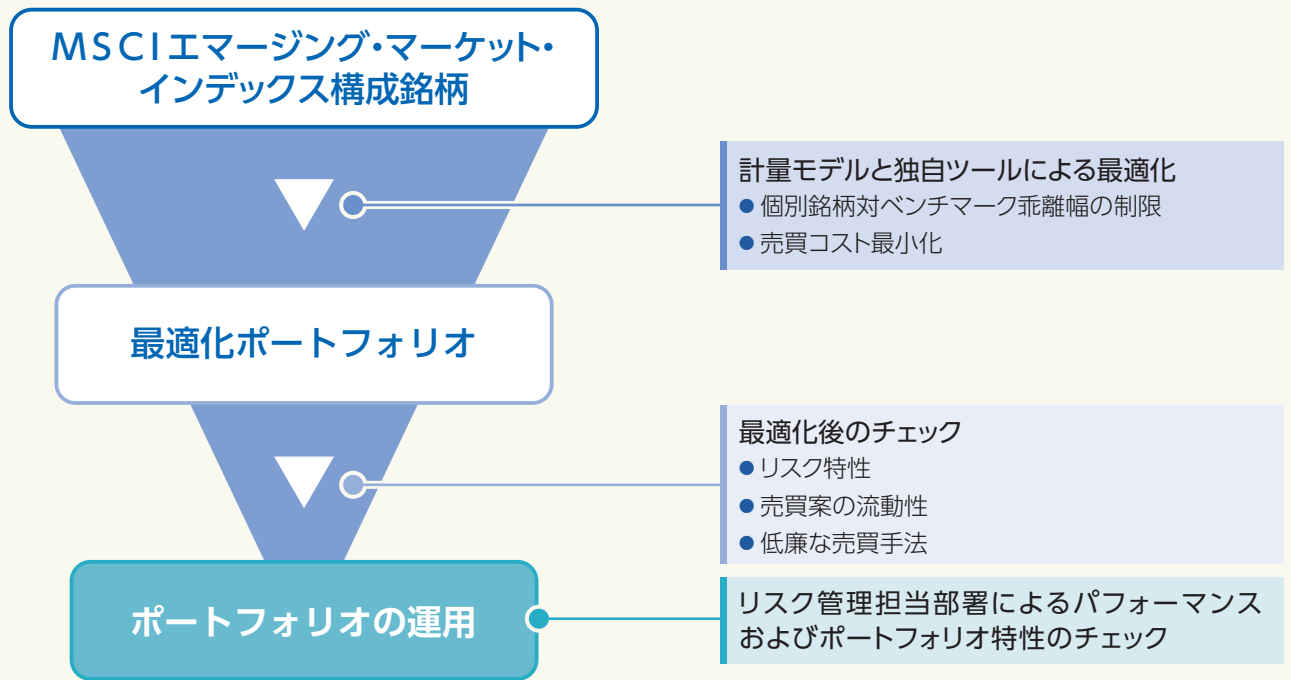 MSCIエマージング・マーケット・
インデックス構成銘柄
計量モデルと独自ツールによる最適化
● 個別銘柄対ベンチマーク乖離幅の制限
● 売買コスト最小化
最適化ポートフォリオ
最適化後のチェック
● リスク特性
● 売買案の流動性
● 低廉な売買手法
ポートフォリオの運用
リスク管理担当部署によるパフォーマンス
およびポートフォリオ特性のチェック